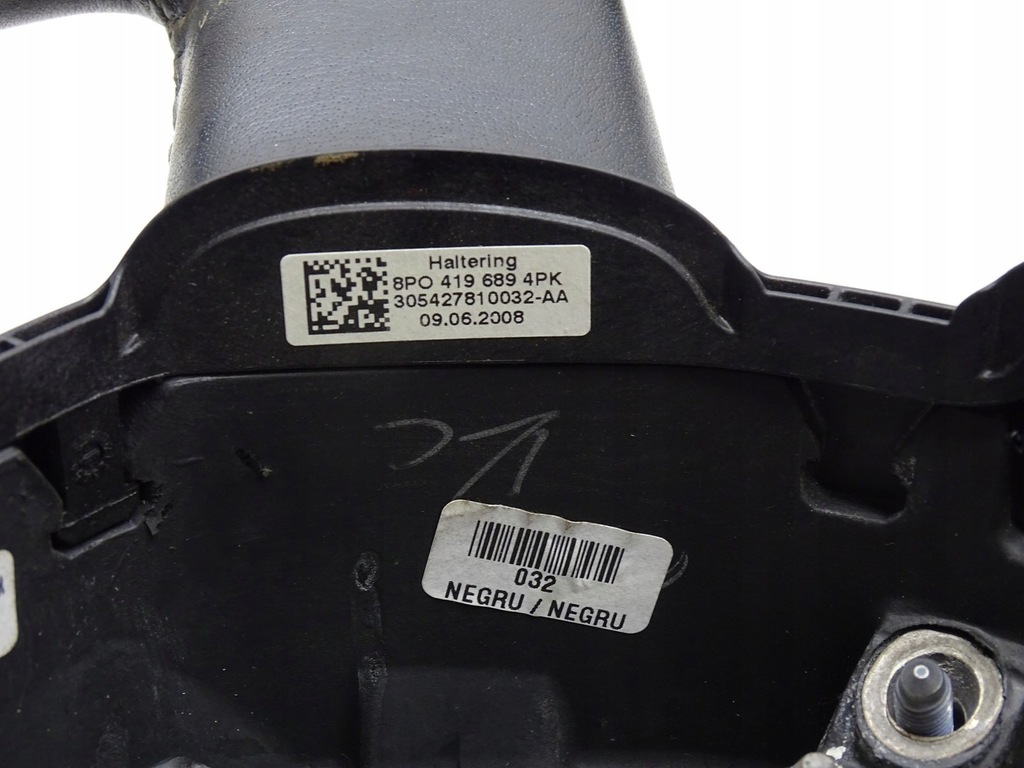 Haltering
8PO 419 689 4PK
305427810032-AA
09.06.2008
032
NEGRU / NEGRU